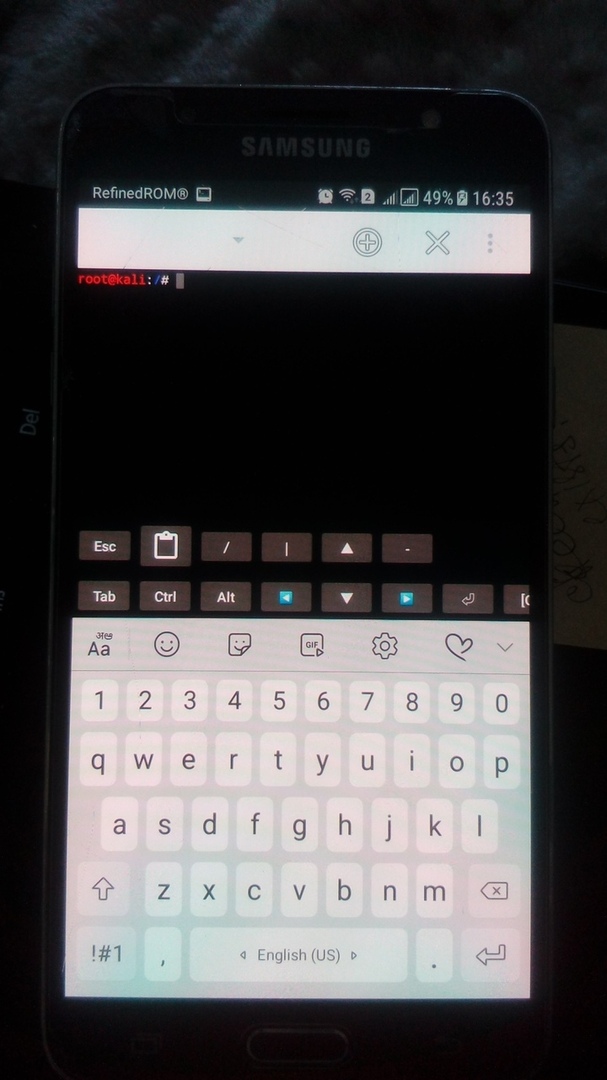 SAMSUNG
RefinedROM® 2 49% 16:35
root@kali:/#
Esc / | ▲ -
Tab Ctrl Alt ◀ ▼ ▶
Aa GIF
1 2 3 4 5 6 7 8 9 0
q w e r t y u i o p
a s d f g h j k l
z x c v b n m
!#1 , English (US) .
Del